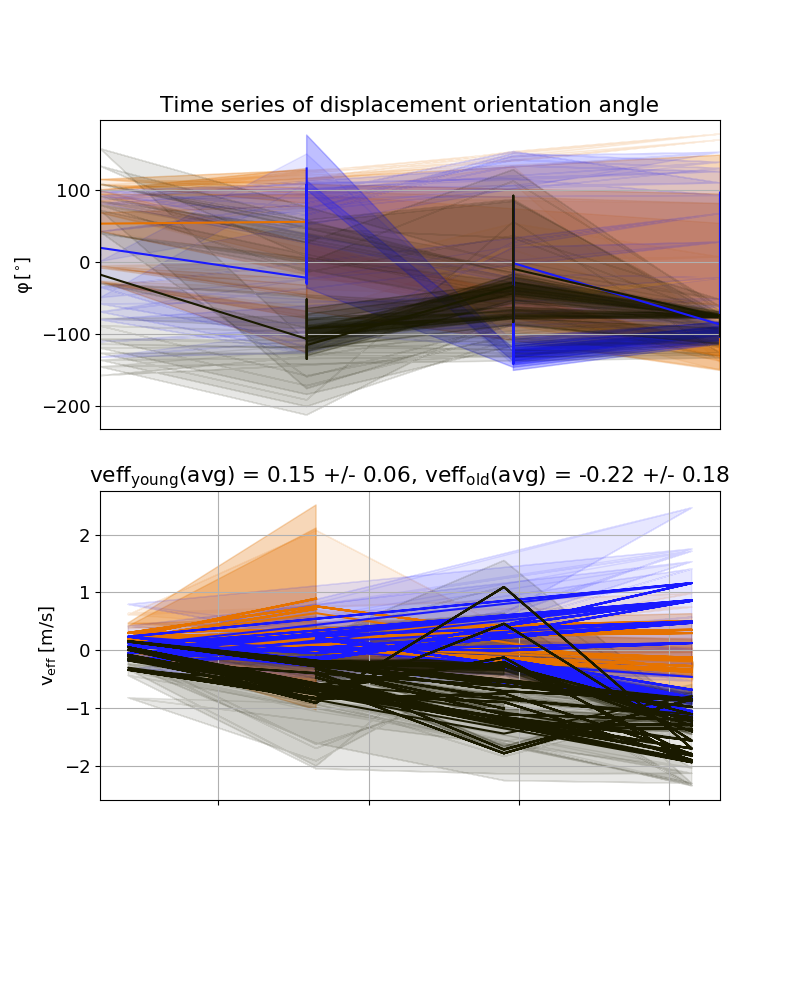 Time series of displacement orientation angle
φ [°]
100
0
−100
−200
veff_young(avg) = 0.15 +/- 0.06, veff_old(avg) = -0.22 +/- 0.18
v_eff [m/s]
2
1
0
−1
−2